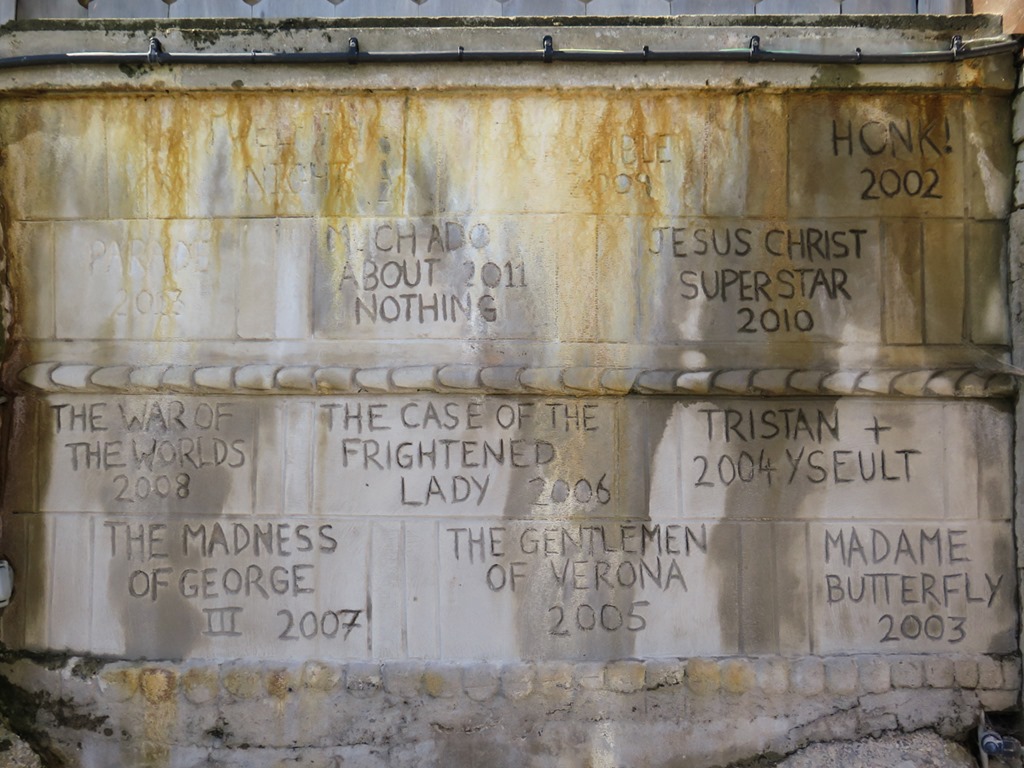 NIGHT
HONK!
2002
MUCH ADO
ABOUT 2011
NOTHING
JESUS CHRIST
SUPERSTAR
2010
THE WAR OF
THE WORLDS
2008
THE CASE OF THE
FRIGHTENED
LADY 2006
TRISTAN +
2004 YSEULT
THE MADNESS
OF GEORGE
III 2007
THE GENTLEMEN
OF VERONA
2005
MADAME
BUTTERFLY
2003